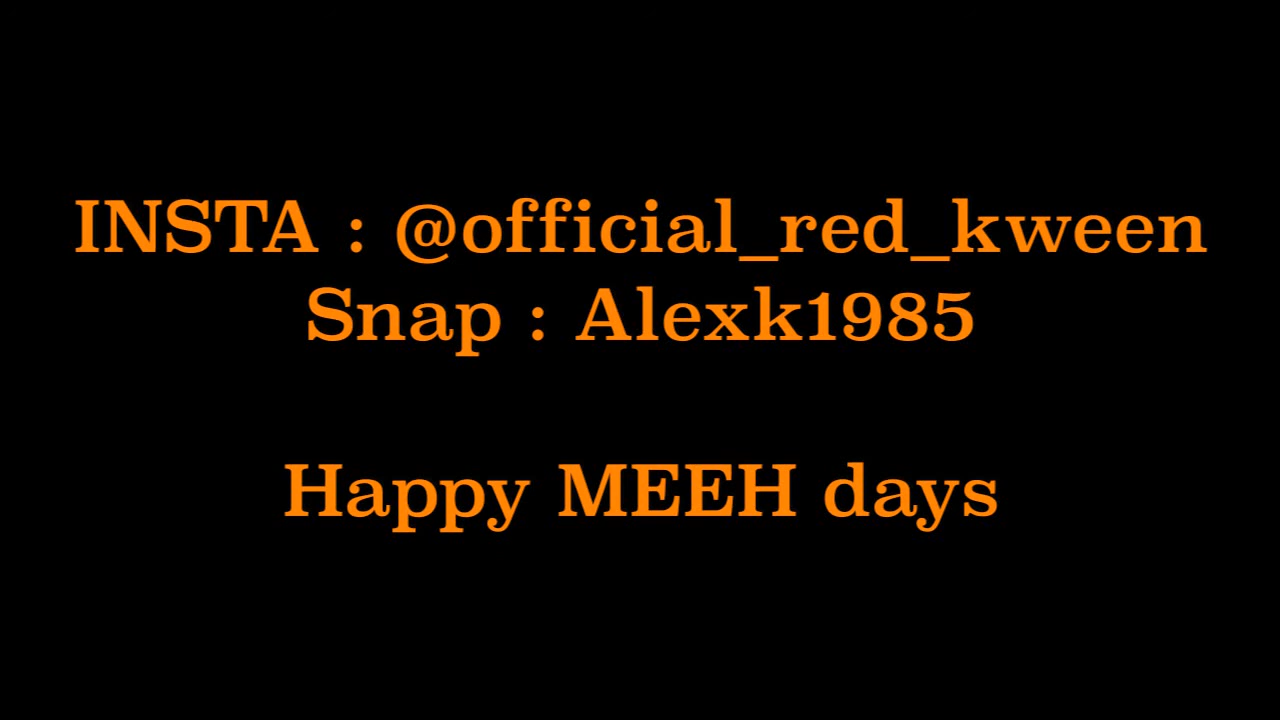 INSTA : @official_red_kween
Snap : Alexk1985
Happy MEEH days